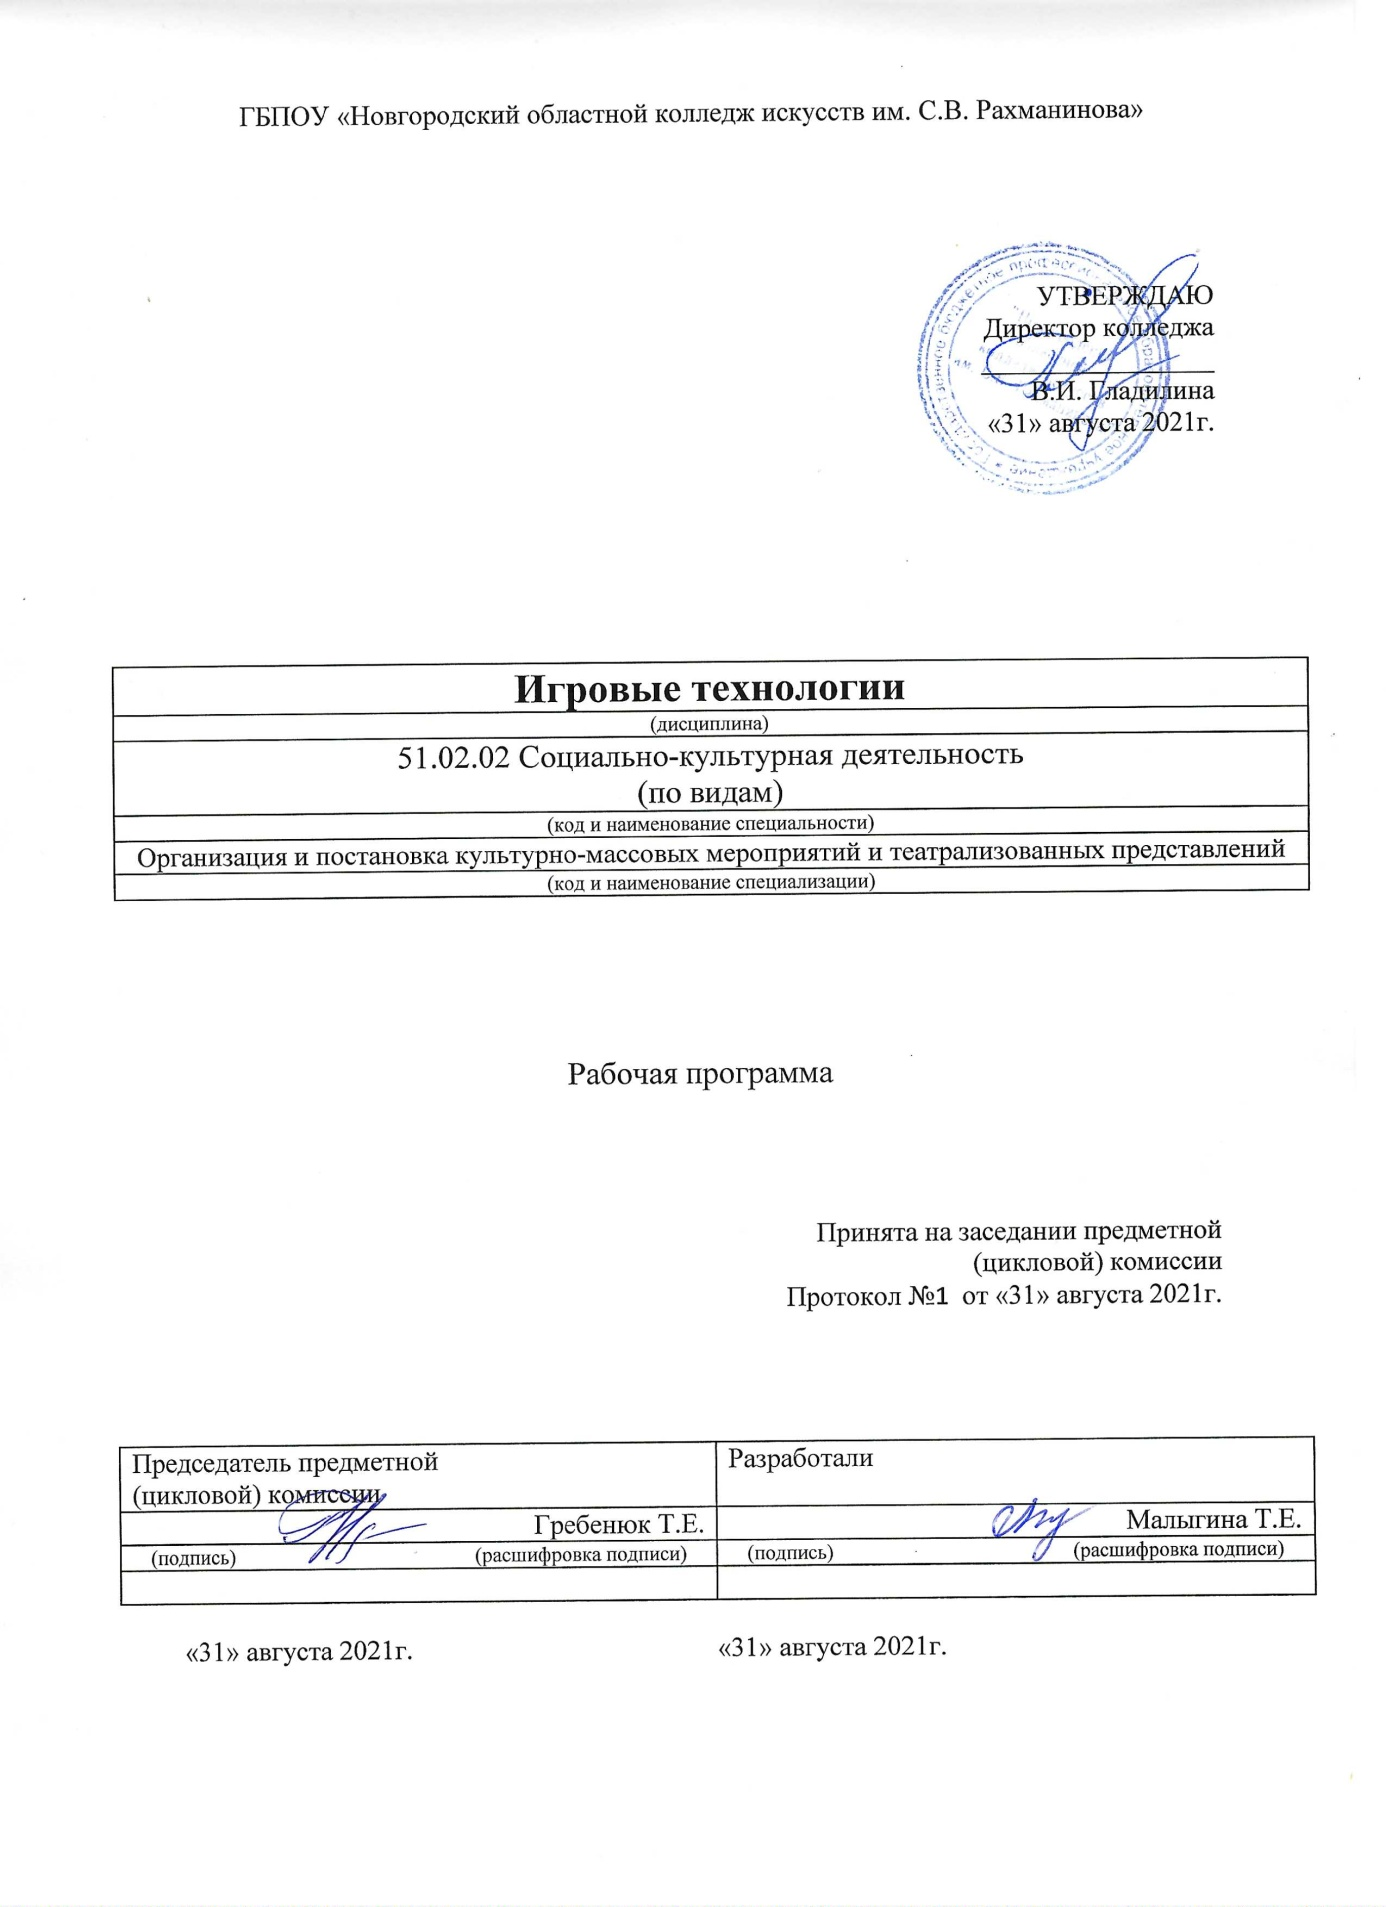 ГБПОУ «Новгородский областной колледж искусств им. С.В. Рахманинова»
УТВЕРЖДАЮ
Директор колледжа
В.И. Гладилина
«31» августа 2021г.
Игровые технологии
(дисциплина)
51.02.02 Социально-культурная деятельность
(по видам)
(код и наименование специальности)
Организация и постановка культурно-массовых мероприятий и театрализованных представлений
(код и наименование специализации)
Рабочая программа
Принята на заседании предметной
(цикловой) комиссии
Протокол №1 от «31» августа 2021г.
Председатель предметной
(цикловой) комиссии
Разработали
Гребенюк Т.Е.
Малыгина Т.Е.
(подпись) (расшифровка подписи)
(подпись) (расшифровка подписи)
«31» августа 2021г.
«31» августа 2021г.